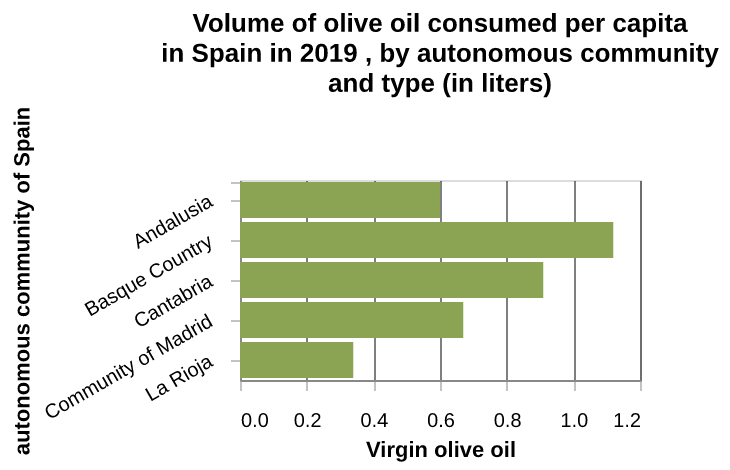 Volume of olive oil consumed per capita
in Spain in 2019 , by autonomous community
and type (in liters)
autonomous community of Spain
Andalusia
Basque Country
Cantabria
Community of Madrid
La Rioja
0.0 0.2 0.4 0.6 0.8 1.0 1.2
Virgin olive oil